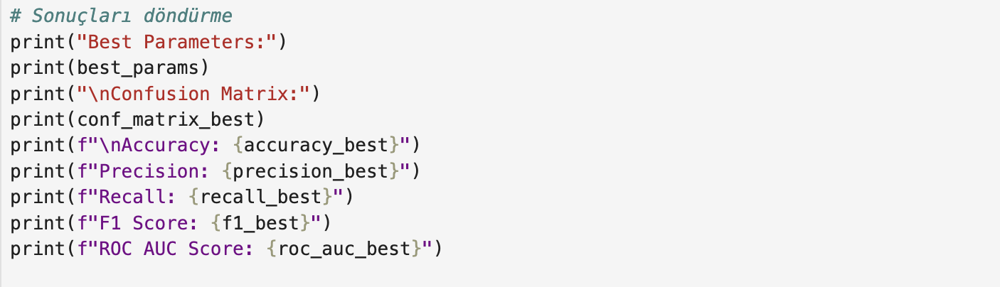 # Sonuçları döndürme
print("Best Parameters:")
print(best_params)
print("\nConfusion Matrix:")
print(conf_matrix_best)
print(f"\nAccuracy: {accuracy_best}")
print(f"Precision: {precision_best}")
print(f"Recall: {recall_best}")
print(f"F1 Score: {f1_best}")
print(f"ROC AUC Score: {roc_auc_best}")